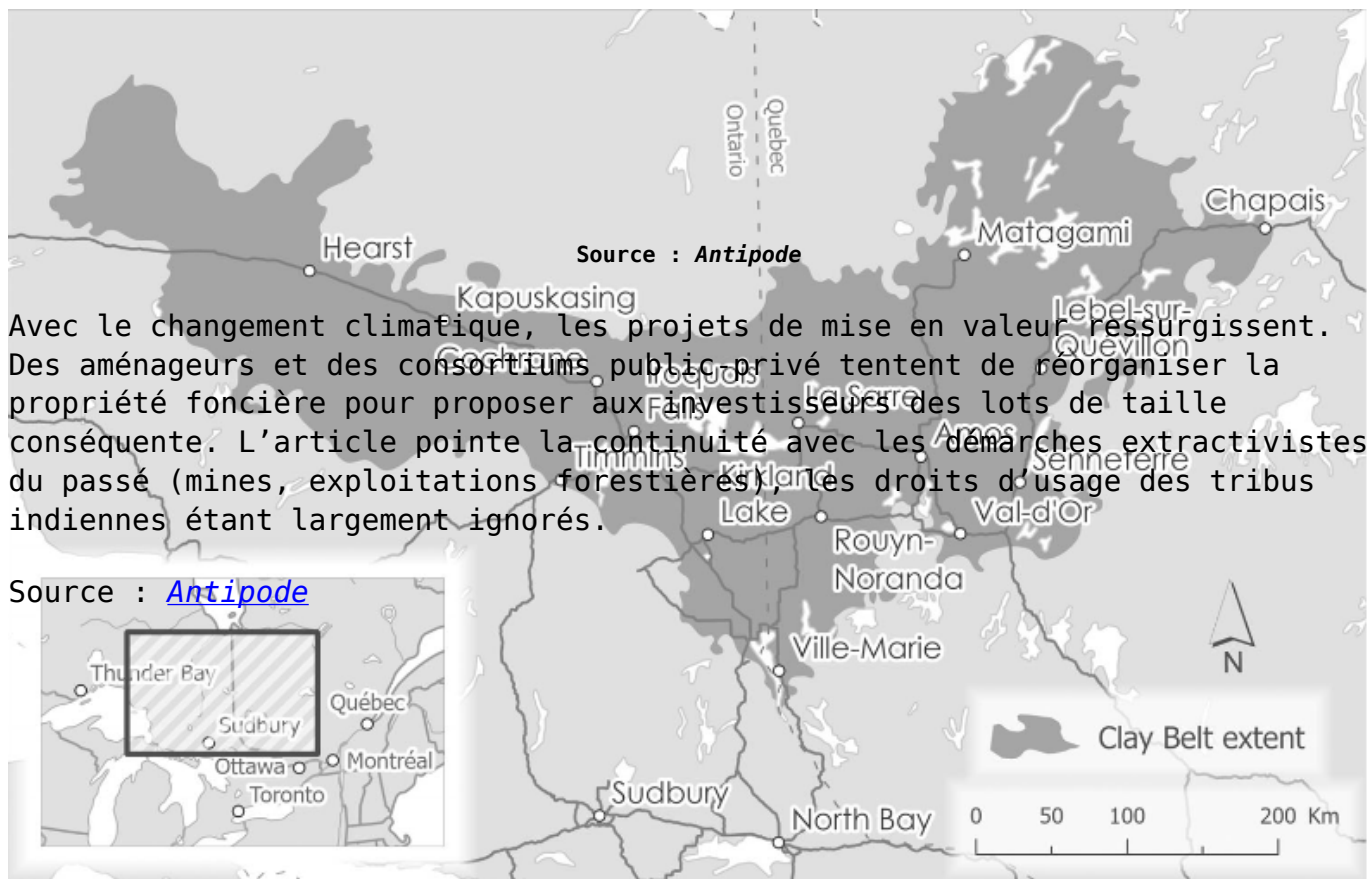 Quebec
Ontario
Chapais
Matagami
Hearst
Source : Antipode
Kapuskasing
Lebel-sur-
Quévillon
Avec le changement climatique, les projets de mise en valeur ressurgissent.
Des aménageurs et des consortiums public-privé tentent de réorganiser la
propriété foncière pour proposer aux investisseurs des lots de taille
conséquente. L’article pointe la continuité avec les démarches extractivistes
du passé (mines, exploitations forestières), les droits d’usage des tribus
indiennes étant largement ignorés.
Cochrane
Iroquois
Falls
La Sarre
Amos
Senneterre
Timmins
Kirkland
Lake
Val-d'Or
Rouyn-
Noranda
Source : Antipode
Ville-Marie
N
Thunder Bay
Québec
Sudbury
Ottawa
Montréal
Toronto
Clay Belt extent
Sudbury
North Bay
0 50 100 200 Km